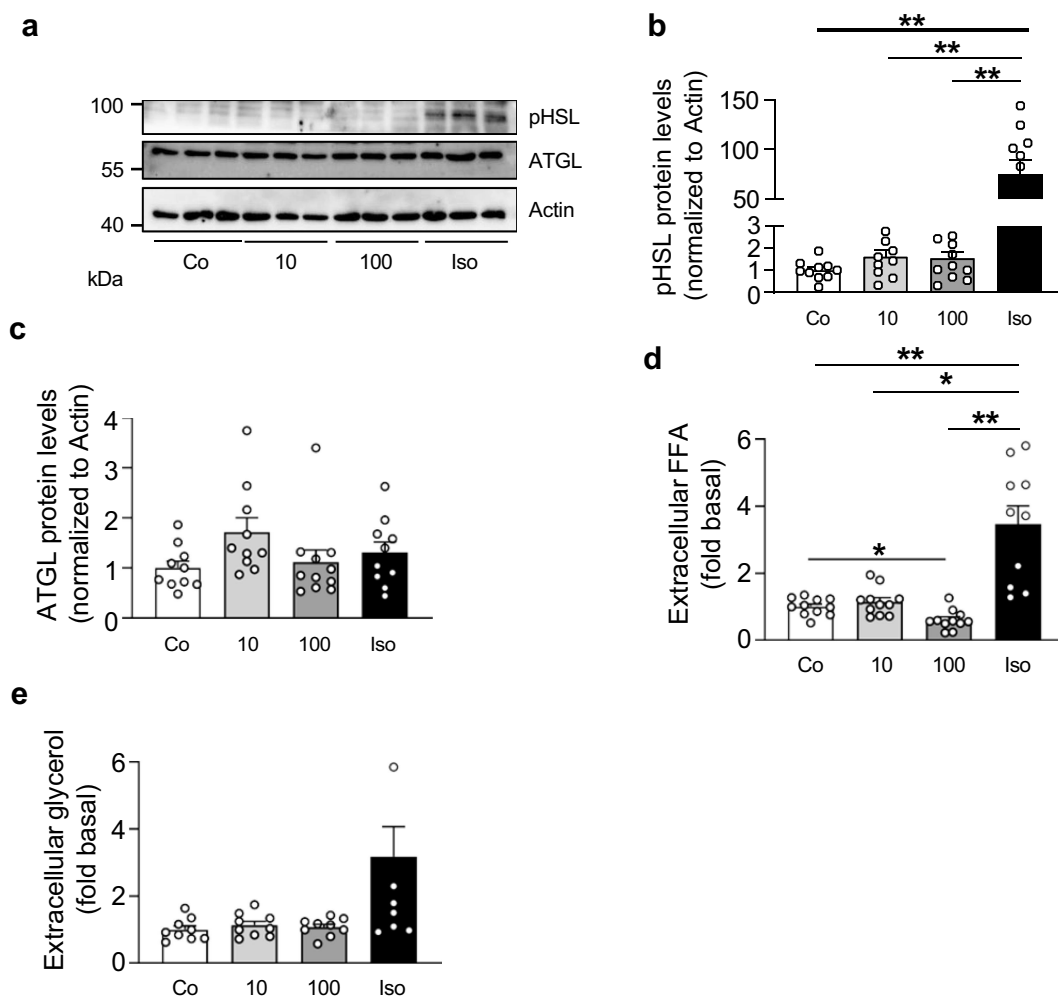 a
100
pHSL
ATGL
55
Actin
40
Co 10 100 Iso
kDa
b
**
**
**
pHSL protein levels
(normalized to Actin)
150
100
50
3
2
1
0
Co 10 100 Iso
c
ATGL protein levels
(normalized to Actin)
4
3
2
1
0
Co 10 100 Iso
d
**
*
**
*
Extracellular FFA
(fold basal)
6
4
2
0
Co 10 100 Iso
e
Extracellular glycerol
(fold basal)
6
4
2
0
Co 10 100 Iso